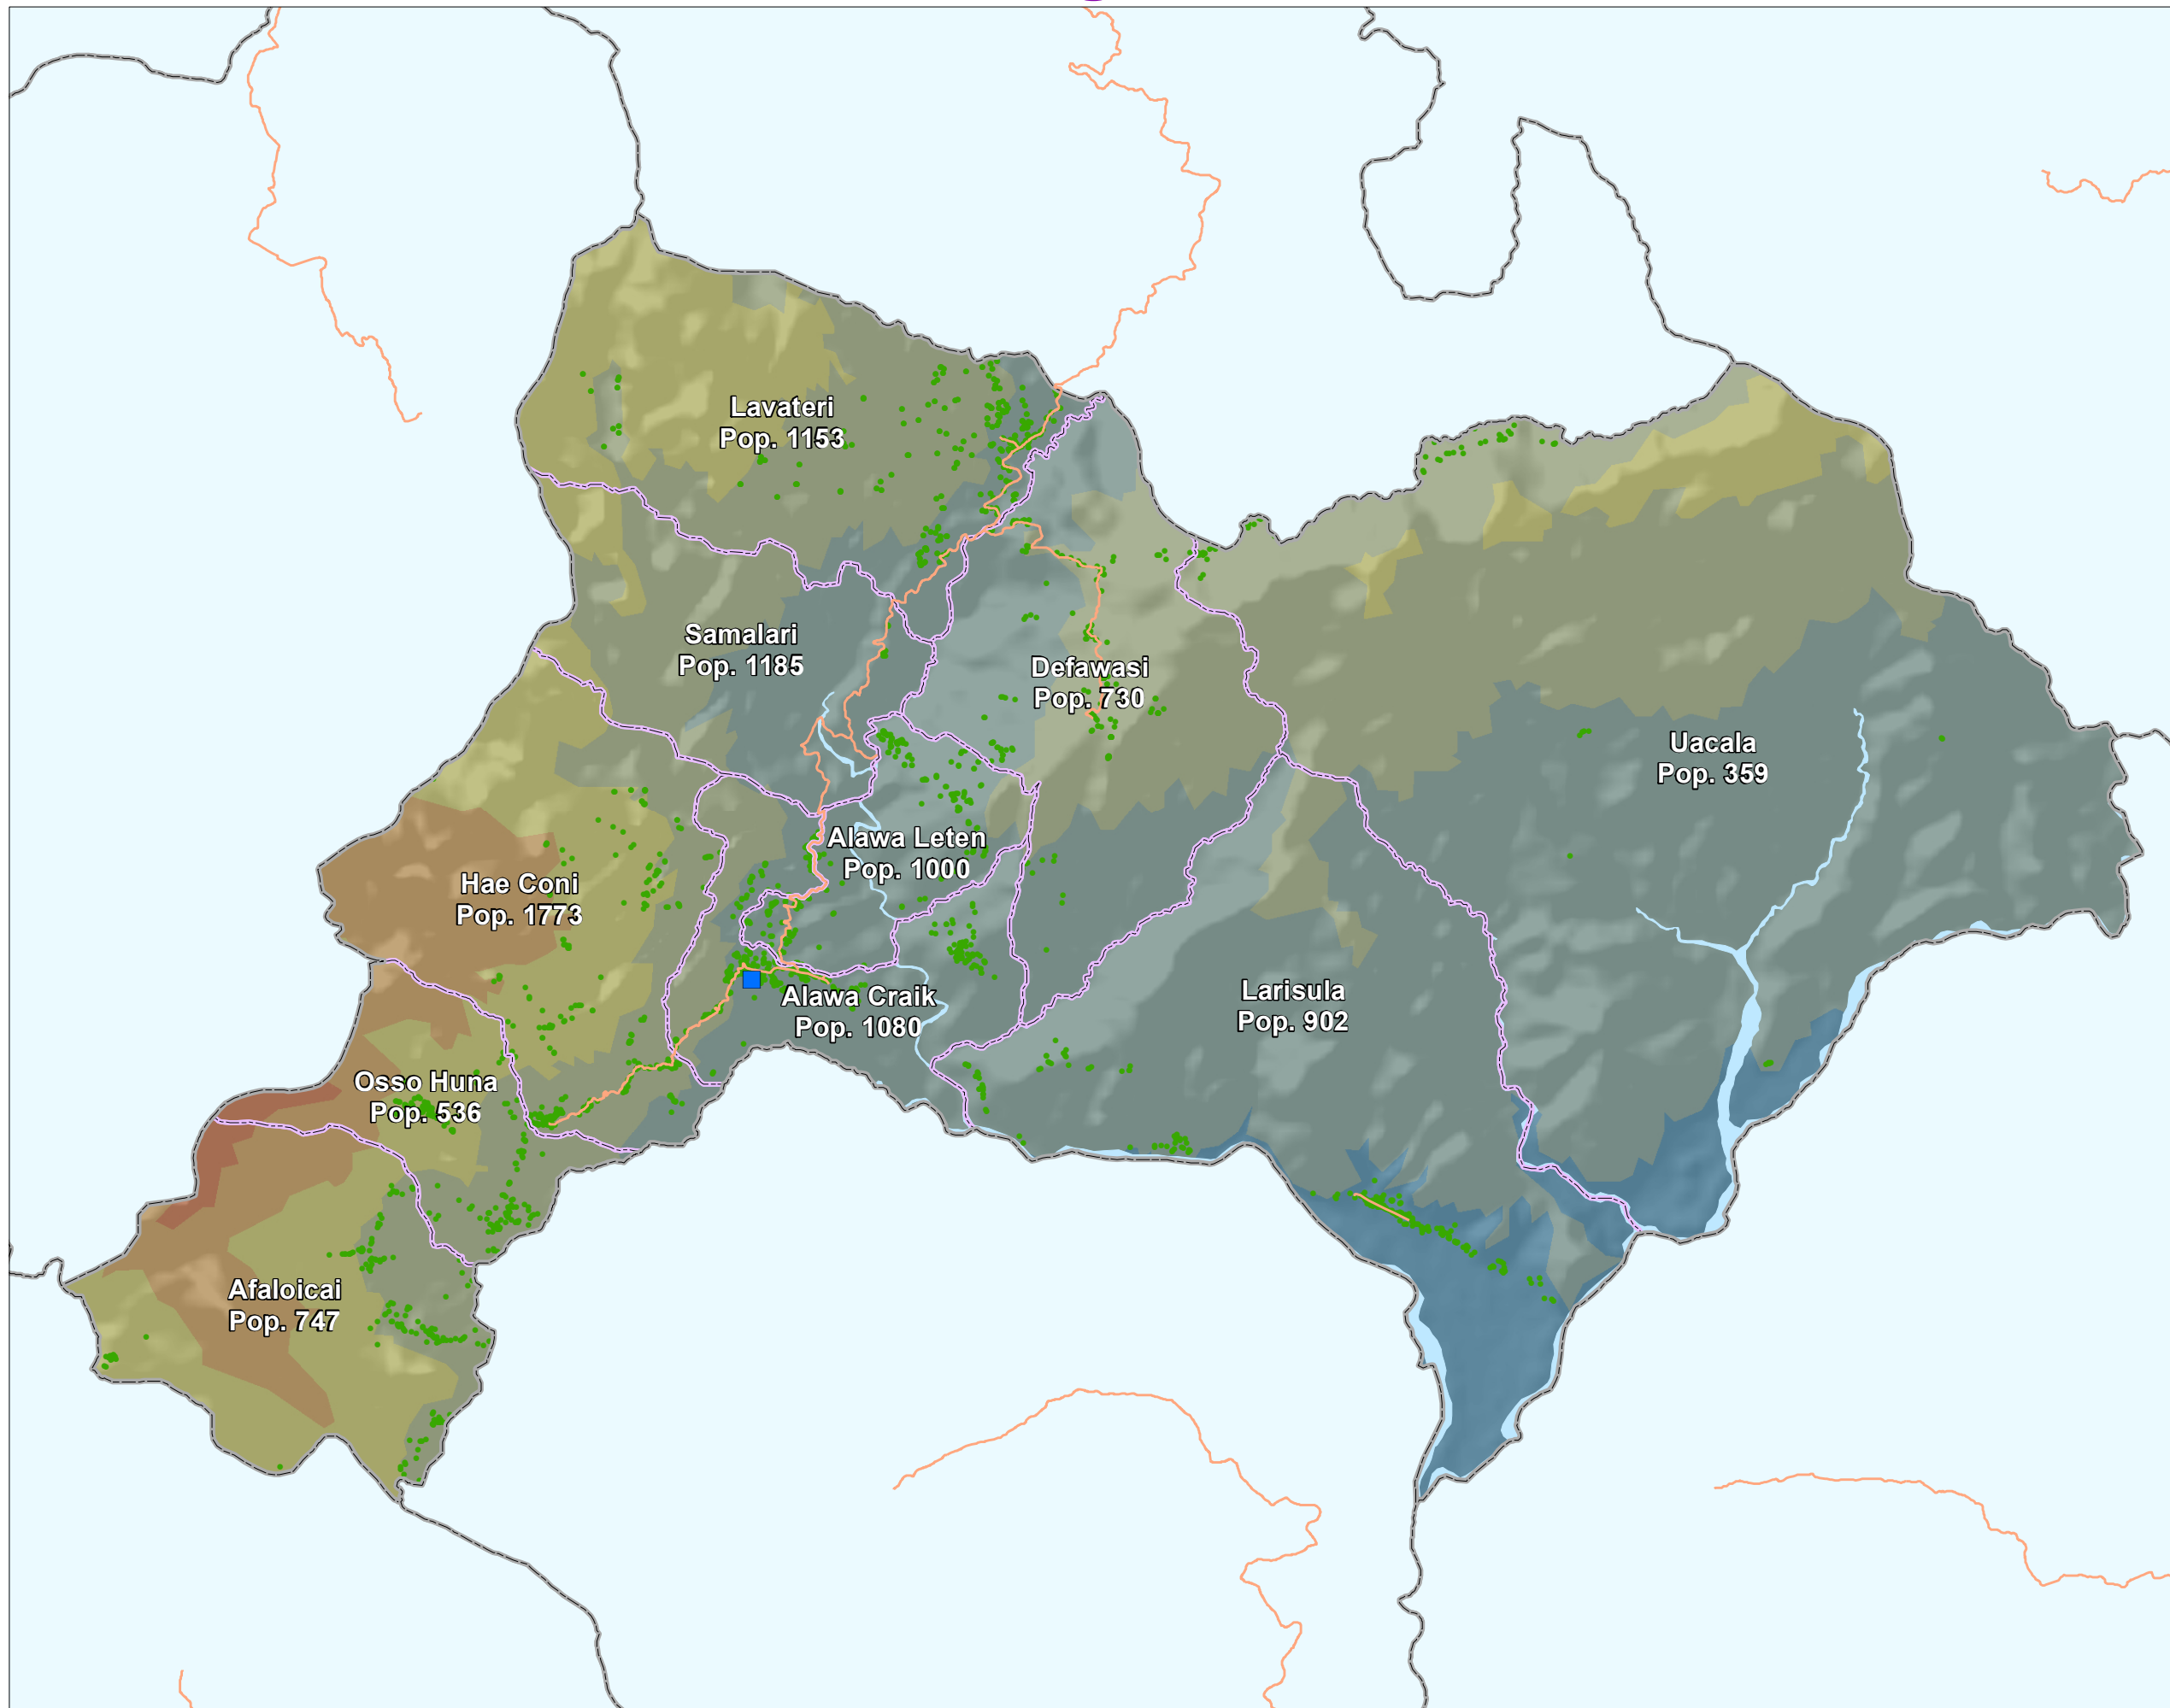 Lavateri
Pop. 1153
Samalari
Pop. 1185
Defawasi
Pop. 730
Uacala
Pop. 359
Alawa Leten
Pop. 1000
Hae Coni
Pop. 1773
Alawa Craik
Pop. 1080
Larisula
Pop. 902
Osso Huna
Pop. 536
Afaloicai
Pop. 747